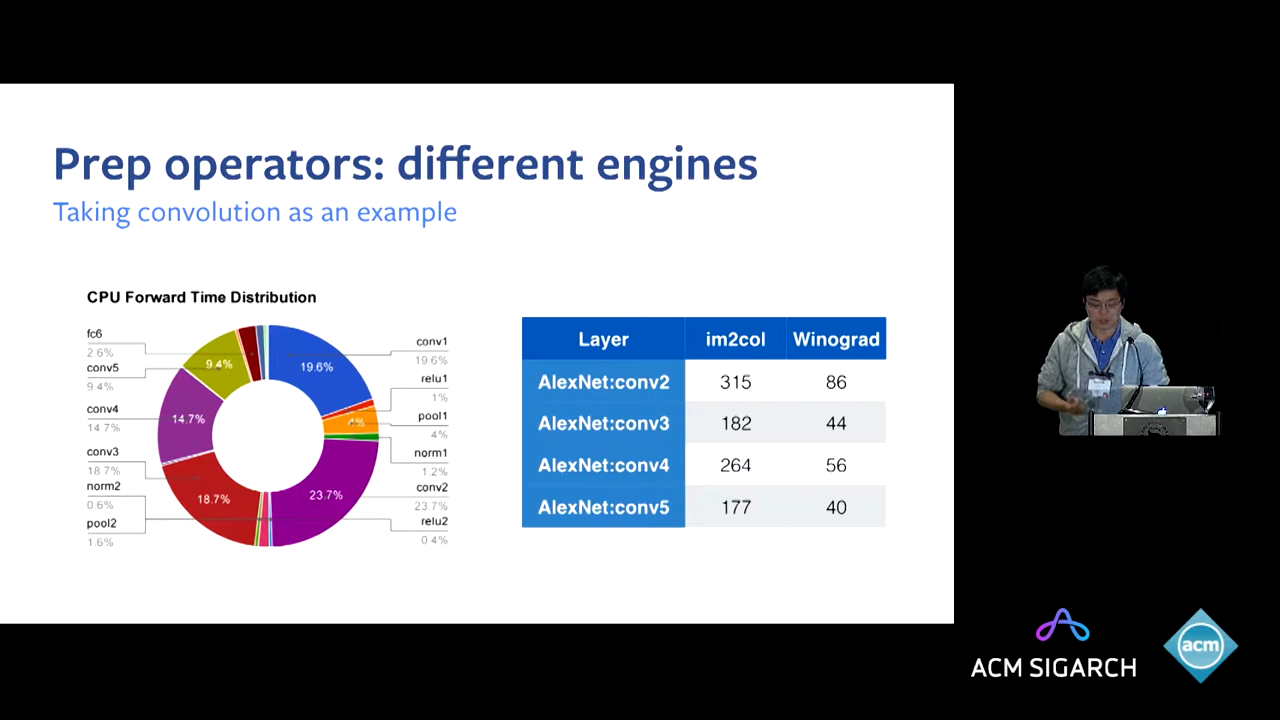 Prep operators: different engines
Taking convolution as an example
CPU Forward Time Distribution
fc6
2.6%
conv5
9.4%
conv4
14.7%
conv3
18.7%
norm2
0.6%
pool2
1.6%
9.4%
19.6%
14.7%
4%
18.7%
23.7%
conv1
19.6%
relu1
1%
pool1
4%
norm1
1.2%
conv2
23.7%
relu2
0.4%
Layer im2col Winograd
AlexNet:conv2 315 86
AlexNet:conv3 182 44
AlexNet:conv4 264 56
AlexNet:conv5 177 40
ACM SIGARCH
acm